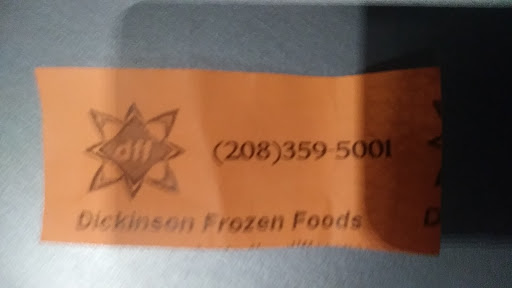 dff
(208)359-5001
Dickinson Frozen Foods
D